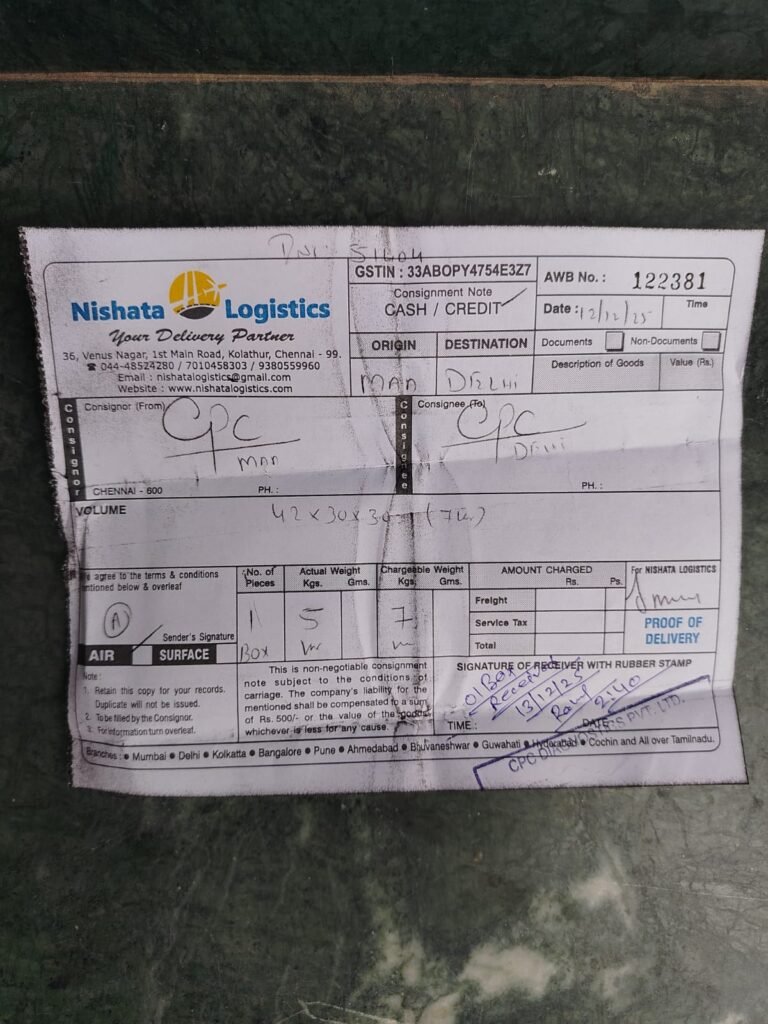 51604
Nishata Logistics
Your Delivery Partner
36, Venus Nagar, 1st Main Road, Kolathur, Chennai - 99.
☎ 044-48524280 / 7010458303 / 9380559960
Email : nishatalogistics@gmail.com
Website : www.nishatalogistics.com
GSTIN : 33ABOPY4754E3Z7
Consignment Note
CASH / CREDIT ✓
ORIGIN DESTINATION
MAA DELHI
AWB No. : 122381
Date : 12/12/25 Time
Documents Non-Documents
Description of Goods Value (Rs.)
Consignor
Consignor (From)
CPC
MAA
CHENNAI - 600 PH. :
Consignee
Consignee (To)
CPC
DELHI
PH. :
VOLUME
42 x 30 x 30
We agree to the terms & conditions
mentioned below & overleaf
A
Sender's Signature
AIR SURFACE
No. of Pieces
1
BOX
Actual Weight
Kgs. Gms.
5
Chargeable Weight
Kgs. Gms.
7
AMOUNT CHARGED
Rs. Ps.
Freight
Service Tax
Total
For NISHATA LOGISTICS
PROOF OF
DELIVERY
Note :
1. Retain this copy for your records.
Duplicate will not be issued.
2. To be filled by the Consignor.
3. For information turn overleaf.
This is non-negotiable consignment
note subject to the conditions of
carriage. The company's liability for the
mentioned shall be compensated to a sum
of Rs. 500/- or the value of the goods
whichever is less for any cause.
SIGNATURE OF RECEIVER WITH RUBBER STAMP
01 Box
Received
13/12/25
2:40
TIME : DATE
CPC DIAGNOSTICS PVT. LTD.
Branches : ● Mumbai ● Delhi ● Kolkatta ● Bangalore ● Pune ● Ahmedabad ● Bhuvaneshwar ● Guwahati ● Hyderabad ● Cochin and All over Tamilnadu.